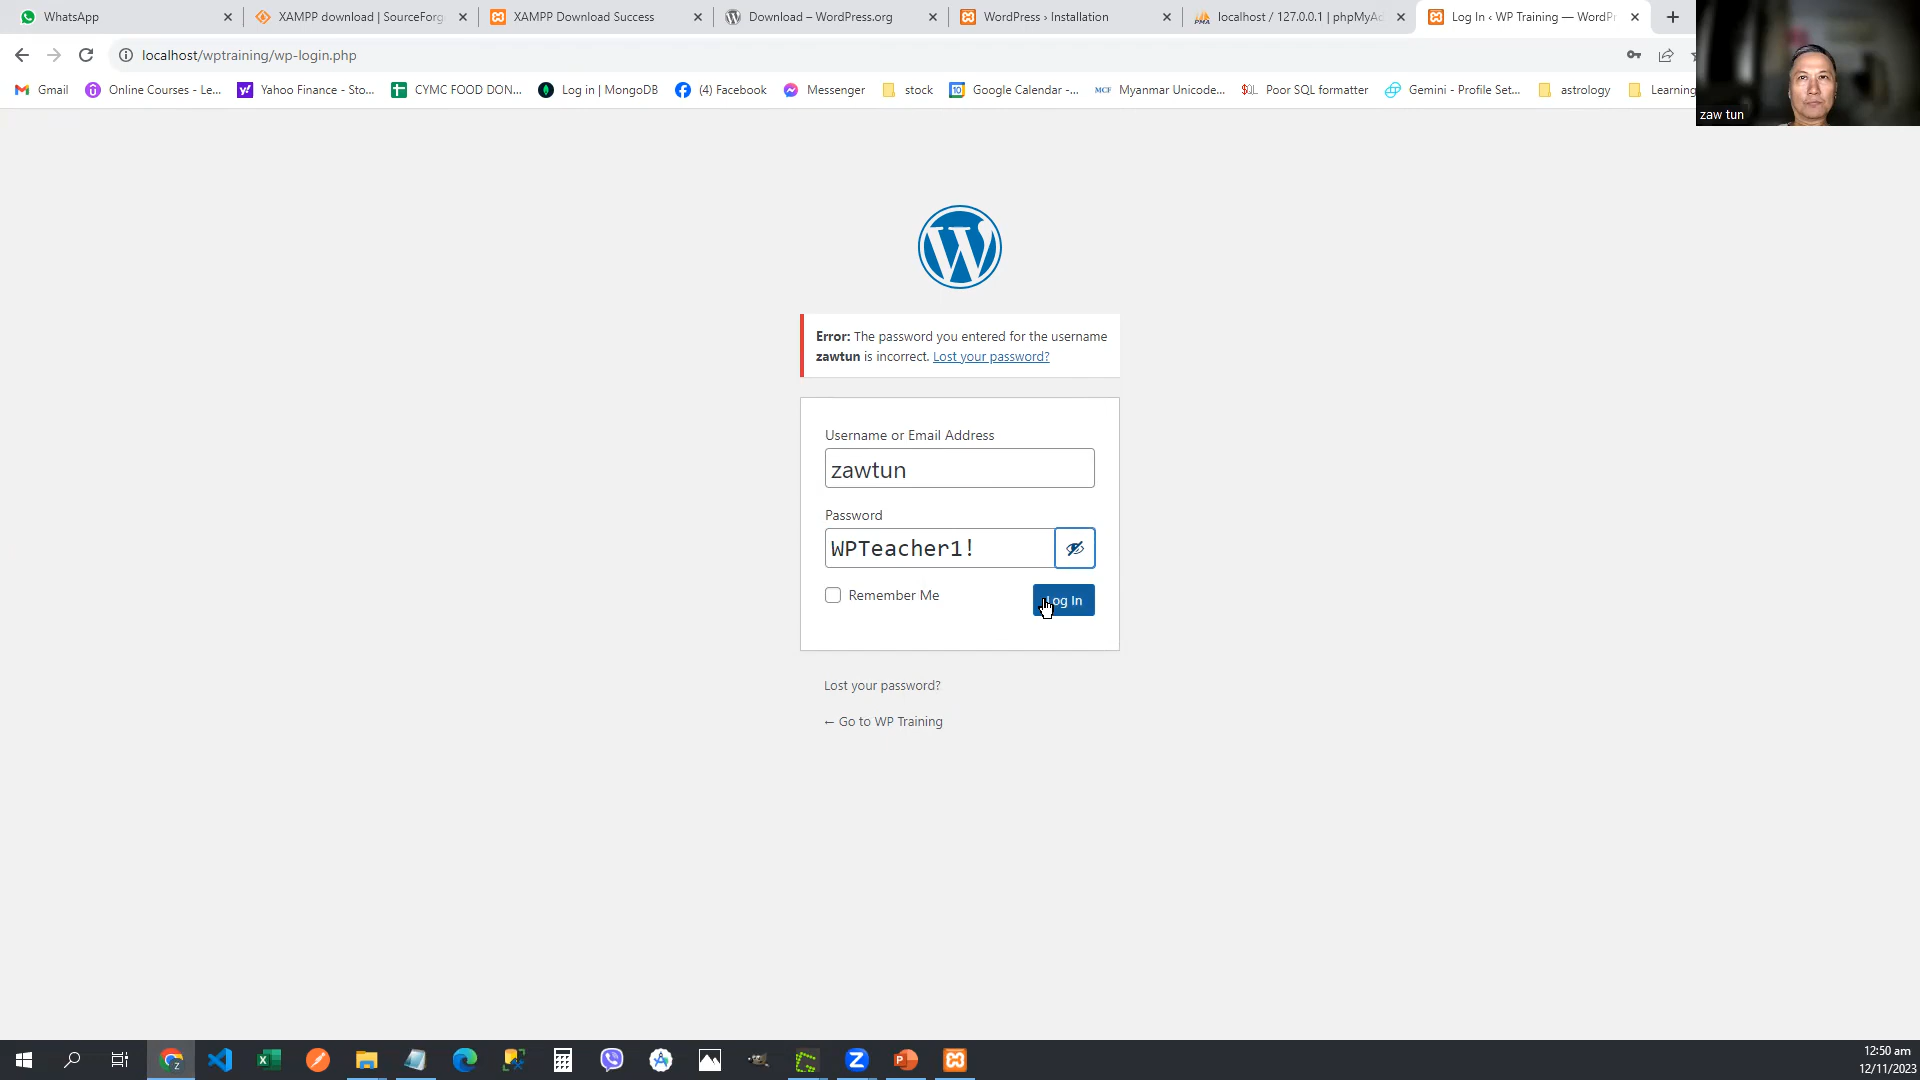 WhatsApp
XAMPP download | SourceForg
XAMPP Download Success
Download – WordPress.org
WordPress › Installation
localhost / 127.0.0.1 | phpMyAd
Log In ‹ WP Training — WordPr
localhost/wptraining/wp-login.php
Gmail
Online Courses - Le...
Yahoo Finance - Sto...
CYMC FOOD DON...
Log in | MongoDB
(4) Facebook
Messenger
stock
Google Calendar -...
MCF Myanmar Unicode...
Poor SQL formatter
Gemini - Profile Set...
astrology
Learning
zaw tun
Error: The password you entered for the username
zawtun is incorrect. Lost your password?
Username or Email Address
zawtun
Password
WPTeacher1!
Remember Me
Log In
Lost your password?
← Go to WP Training
12:50 am
12/11/2023